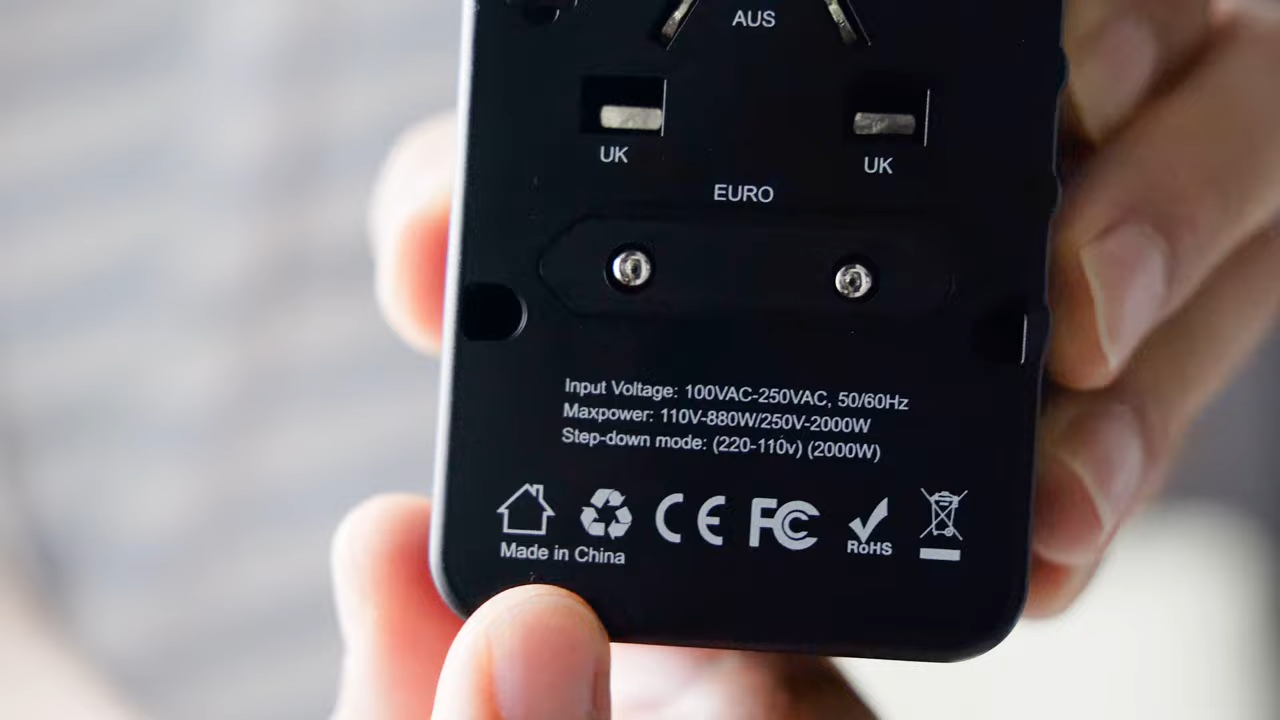 AUS
UK
UK
EURO
Input Voltage: 100VAC-250VAC, 50/60Hz
Maxpower: 110V-880W/250V-2000W
Step-down mode: (220-110v) (2000W)
CE FC RoHS
Made in China